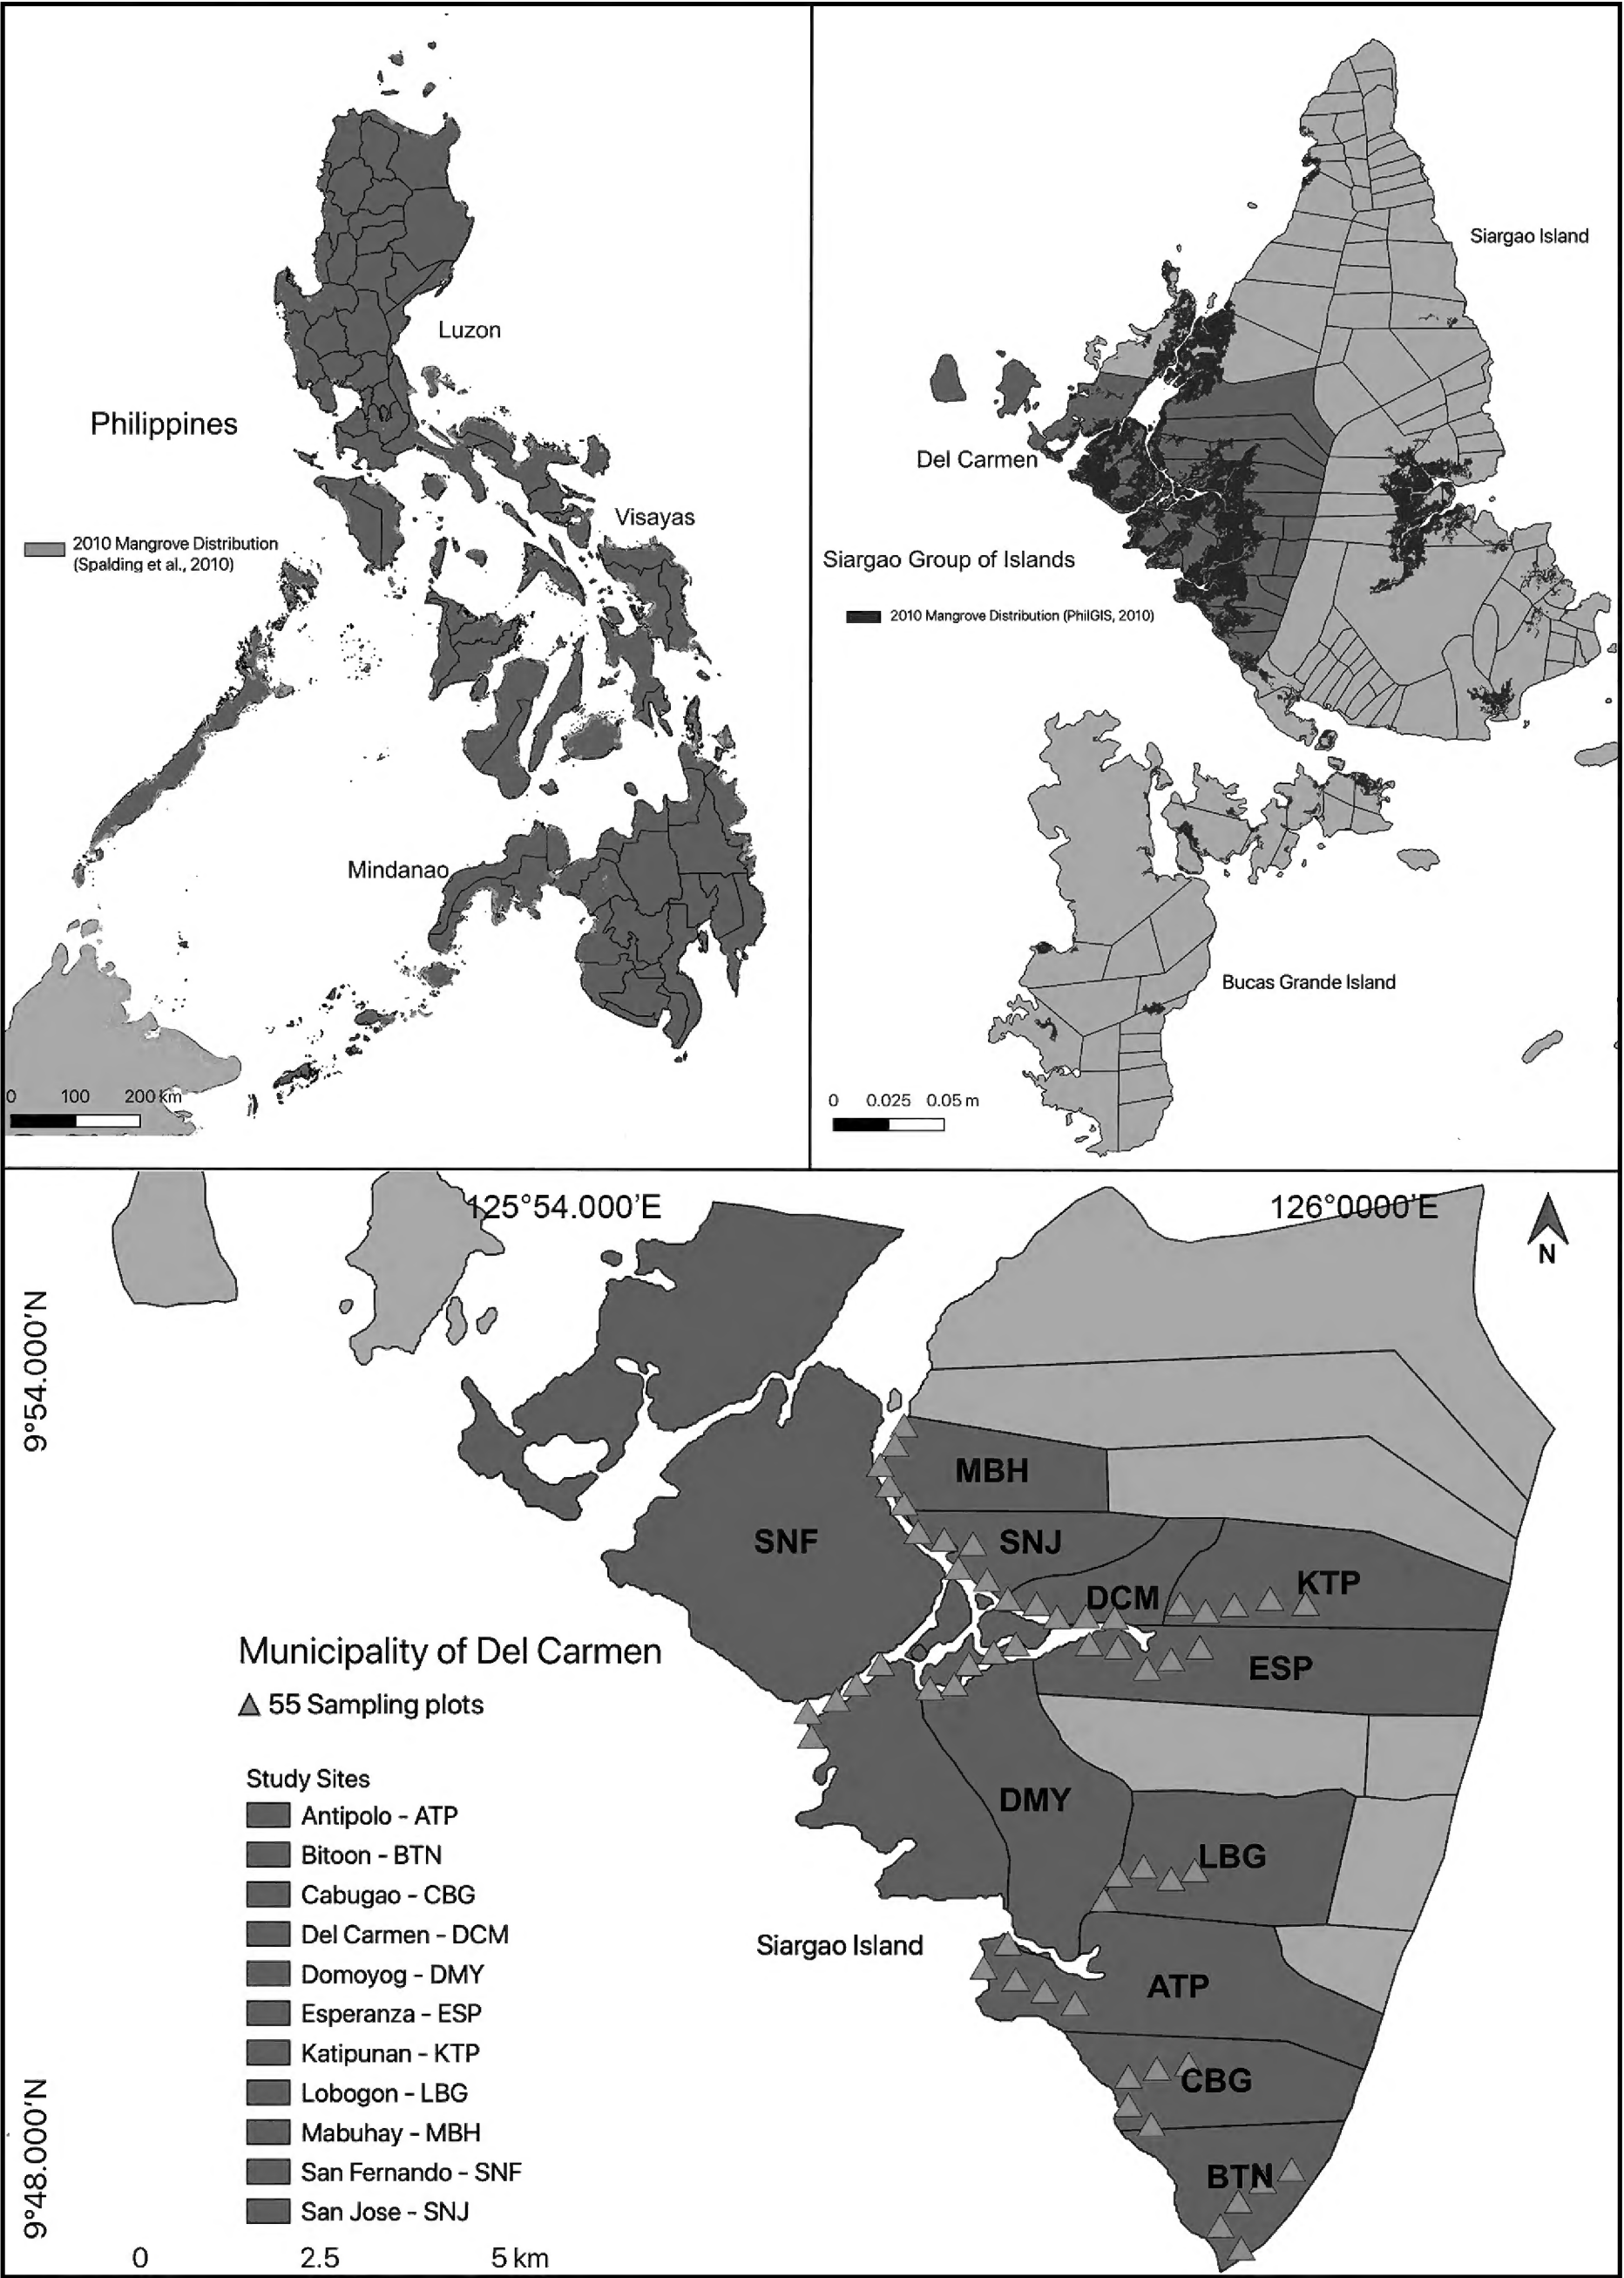 Luzon
Philippines
Visayas
2010 Mangrove Distribution
(Spalding et al., 2010)
Mindanao
0 100 200 km
Siargao Island
Del Carmen
Siargao Group of Islands
2010 Mangrove Distribution (PhilGIS, 2010)
Bucas Grande Island
0 0.025 0.05 m
125°54.000'E
126°0000'E
N
9°54.000'N
MBH
SNF
SNJ
KTP
DCM
ESP
Municipality of Del Carmen
55 Sampling plots
DMY
LBG
Study Sites
Antipolo - ATP
Bitoon - BTN
Cabugao - CBG
Del Carmen - DCM
Domoyog - DMY
Esperanza - ESP
Katipunan - KTP
Lobogon - LBG
Mabuhay - MBH
San Fernando - SNF
San Jose - SNJ
Siargao Island
ATP
CBG
BTN
9°48.000'N
0 2.5 5 km